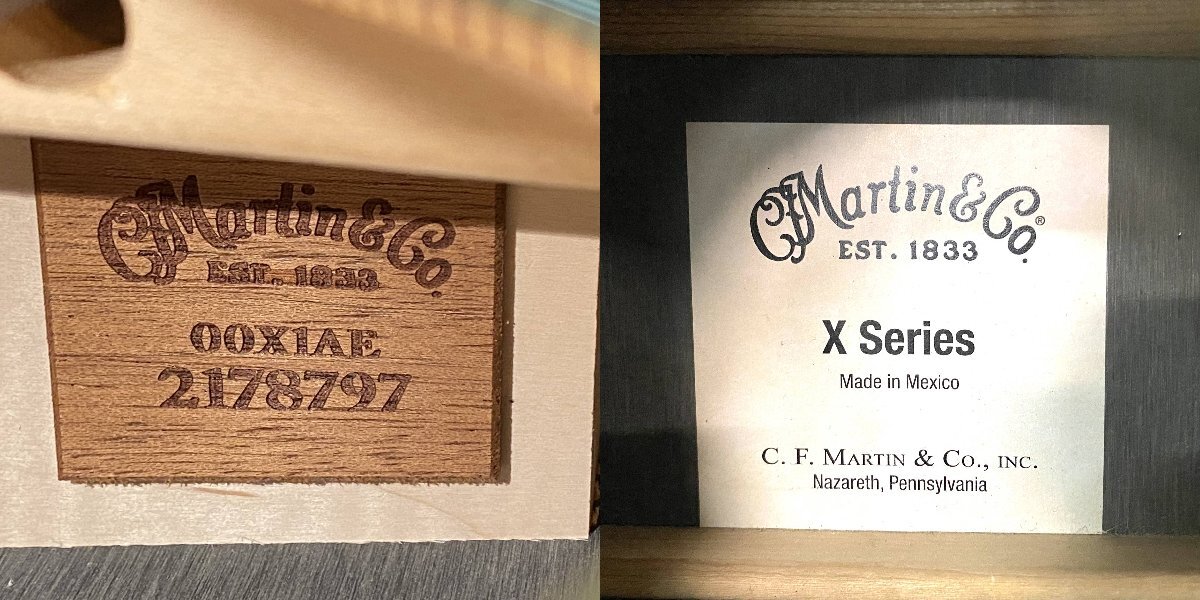 CFMartin & Co
EST. 1833
00X1AE
2178797
CFMartin & Co.®
EST. 1833
X Series
Made in Mexico
C. F. MARTIN & CO., INC.
Nazareth, Pennsylvania